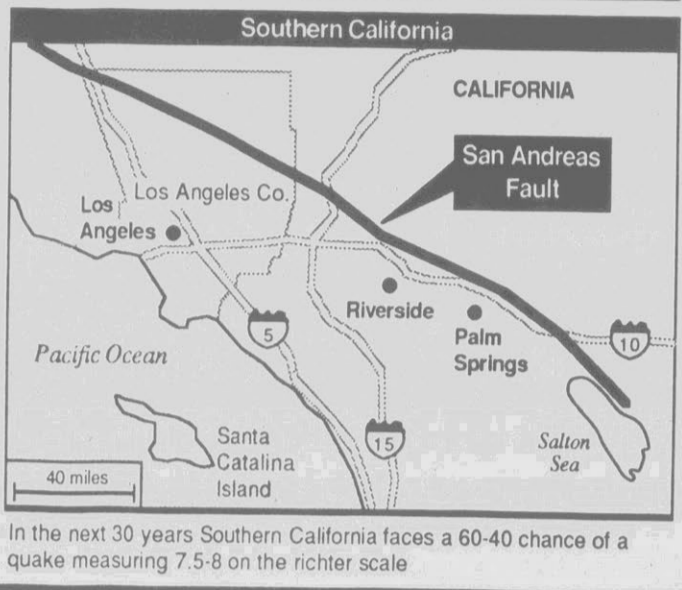 Southern California
CALIFORNIA
San Andreas
Fault
Los Angeles Co.
Los
Angeles
Riverside
Palm
Springs
5
10
15
Pacific Ocean
Santa
Catalina
Island
Salton
Sea
40 miles
In the next 30 years Southern California faces a 60-40 chance of a
quake measuring 7.5-8 on the richter scale